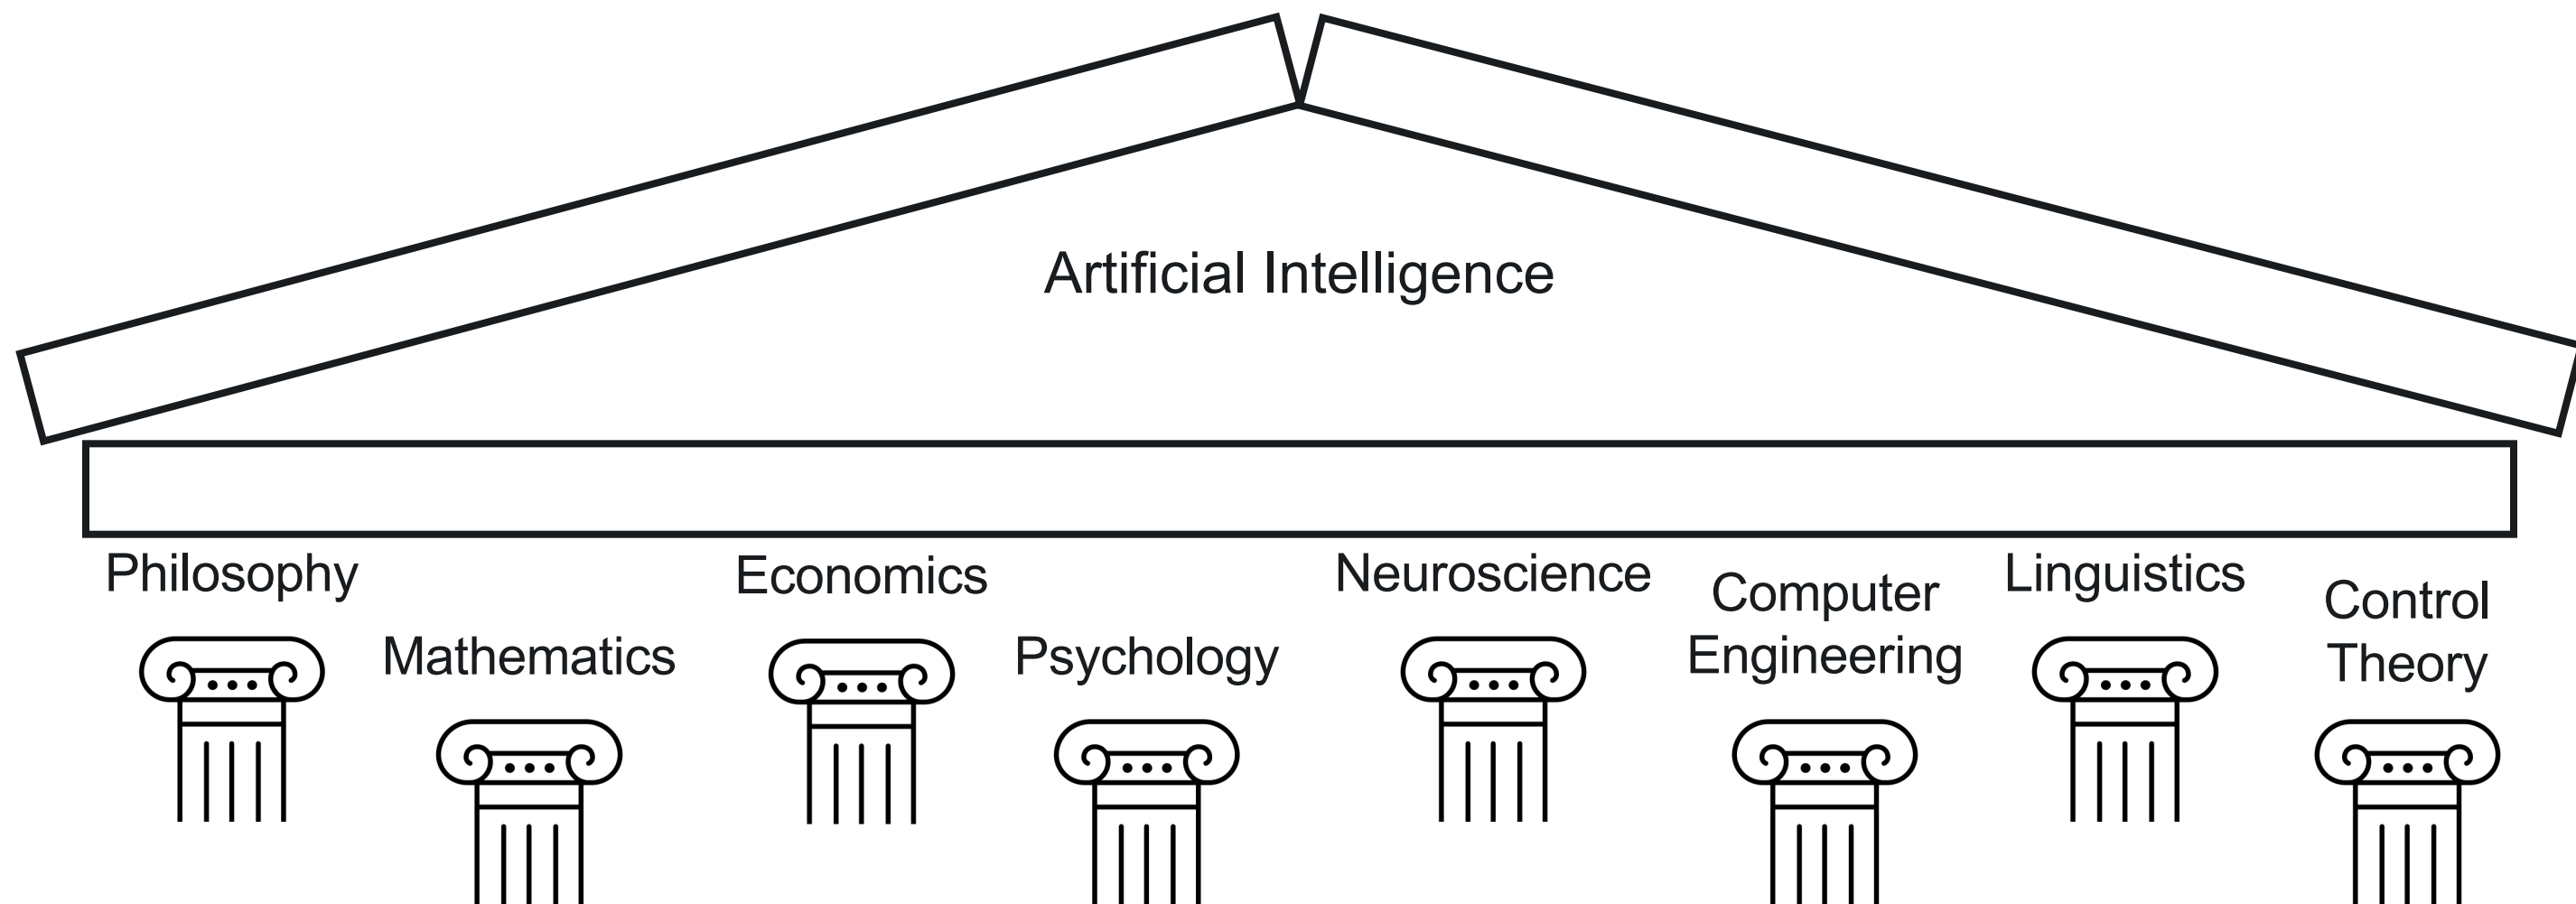 Artificial Intelligence
Philosophy
Mathematics
Economics
Psychology
Neuroscience
Computer
Engineering
Linguistics
Control
Theory